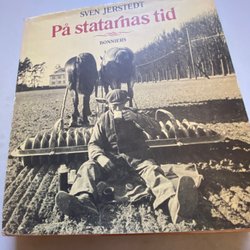 SVEN JERSTEDT
På statarnas tid
BONNIERS